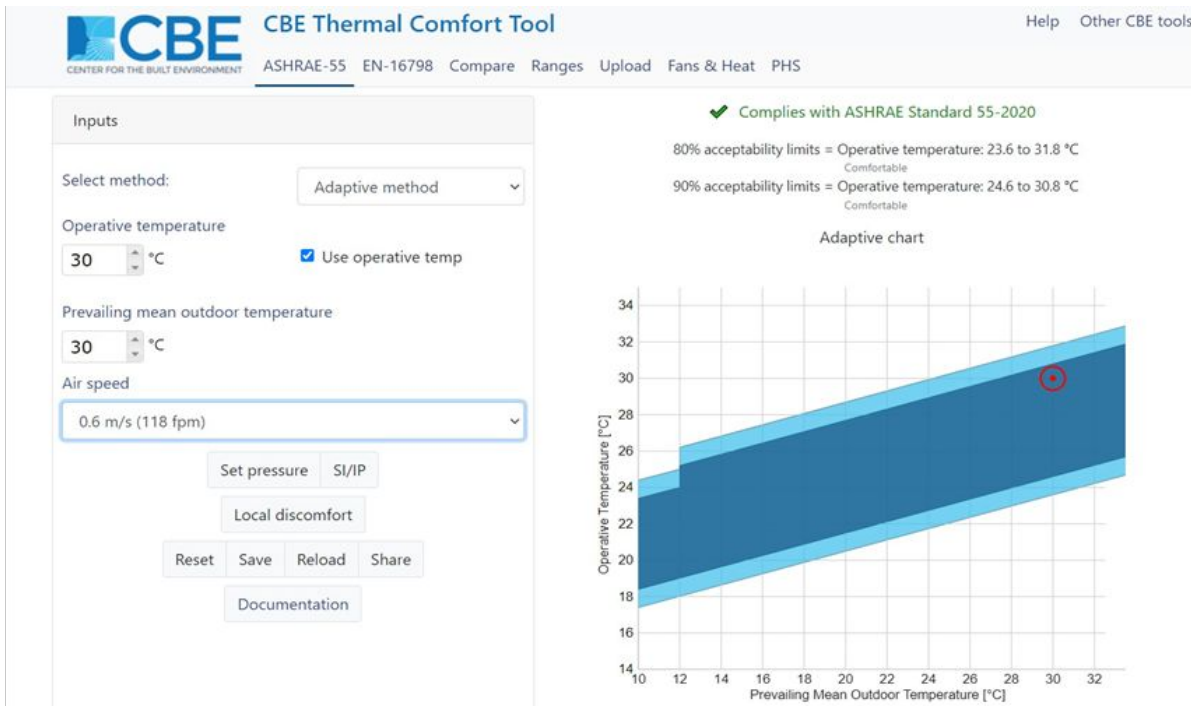 CBE
CENTER FOR THE BUILT ENVIRONMENT
CBE Thermal Comfort Tool
Help Other CBE tools
ASHRAE-55 EN-16798 Compare Ranges Upload Fans & Heat PHS
Inputs
Select method:
Adaptive method
Operative temperature
30 °C
Use operative temp
Prevailing mean outdoor temperature
30 °C
Air speed
0.6 m/s (118 fpm)
Set pressure SI/IP
Local discomfort
Reset Save Reload Share
Documentation
Complies with ASHRAE Standard 55-2020
80% acceptability limits = Operative temperature: 23.6 to 31.8 °C
Comfortable
90% acceptability limits = Operative temperature: 24.6 to 30.8 °C
Comfortable
Adaptive chart
Operative Temperature [°C]
34
32
30
28
26
24
22
20
18
16
14
10 12 14 16 18 20 22 24 26 28 30 32
Prevailing Mean Outdoor Temperature [°C]